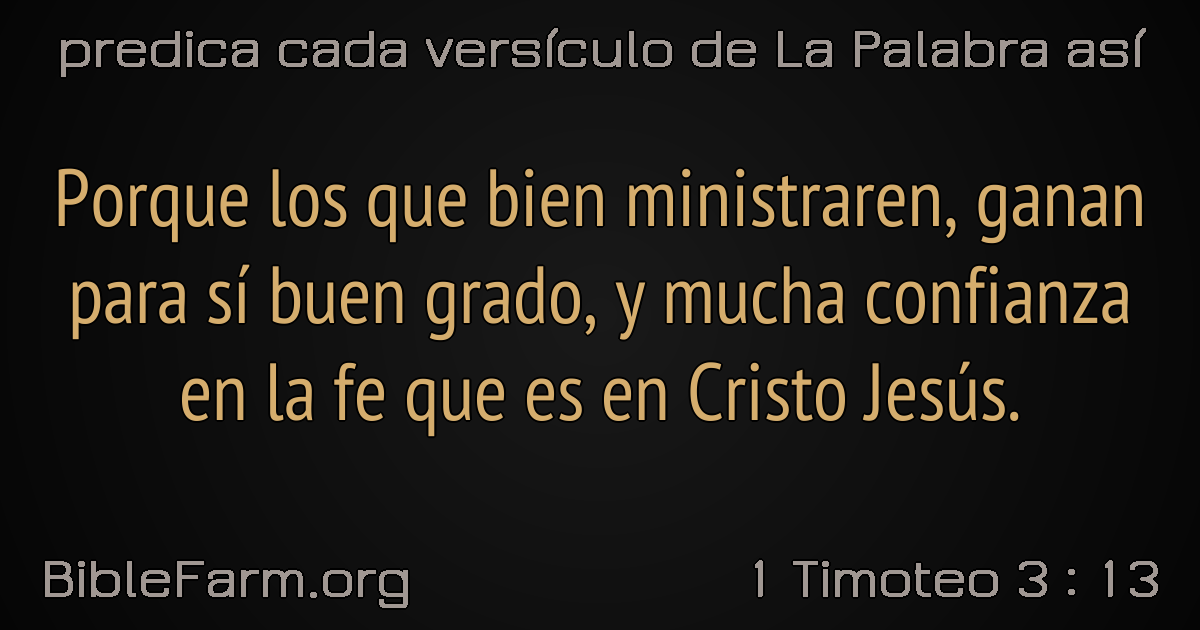 predica cada versículo de La Palabra así
Porque los que bien ministraren, ganan
para sí buen grado, y mucha confianza
en la fe que es en Cristo Jesús.
BibleFarm.org
1 Timoteo 3 : 13